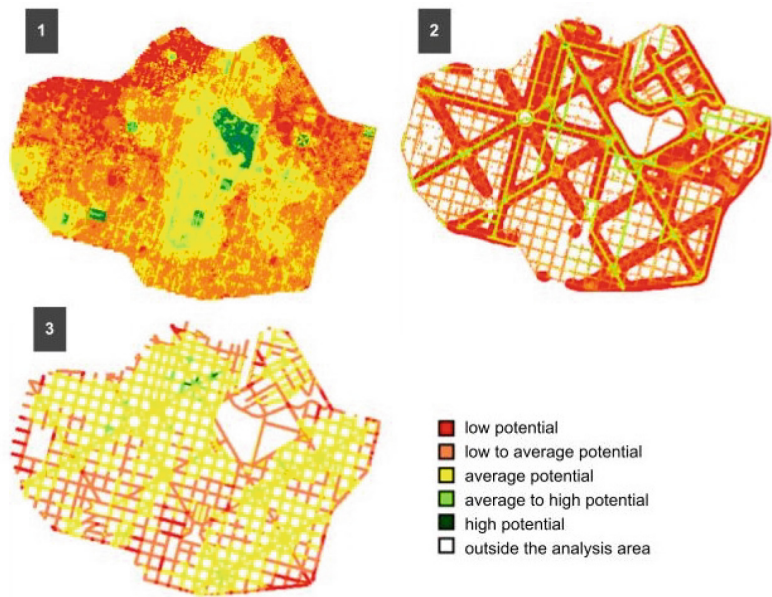 1
2
3
low potential
low to average potential
average potential
average to high potential
high potential
outside the analysis area